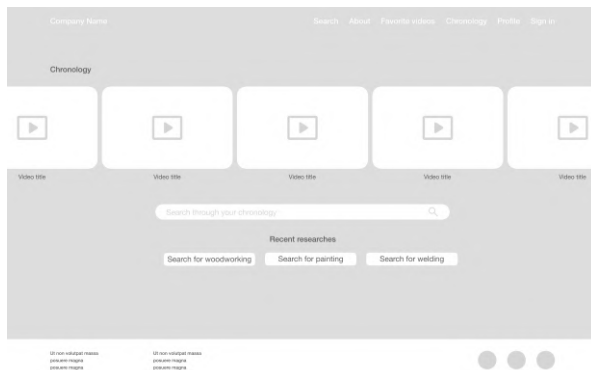 Company Name
Search About Favorite videos Chronology Profile Sign in
Chronology
Video title Video title Video title Video title Video title
Search through your chronology
Recent researches
Search for woodworking Search for painting Search for welding
Ut non volutpat massa
posuere magna
posuere magna
Ut non volutpat massa
posuere magna
posuere magna